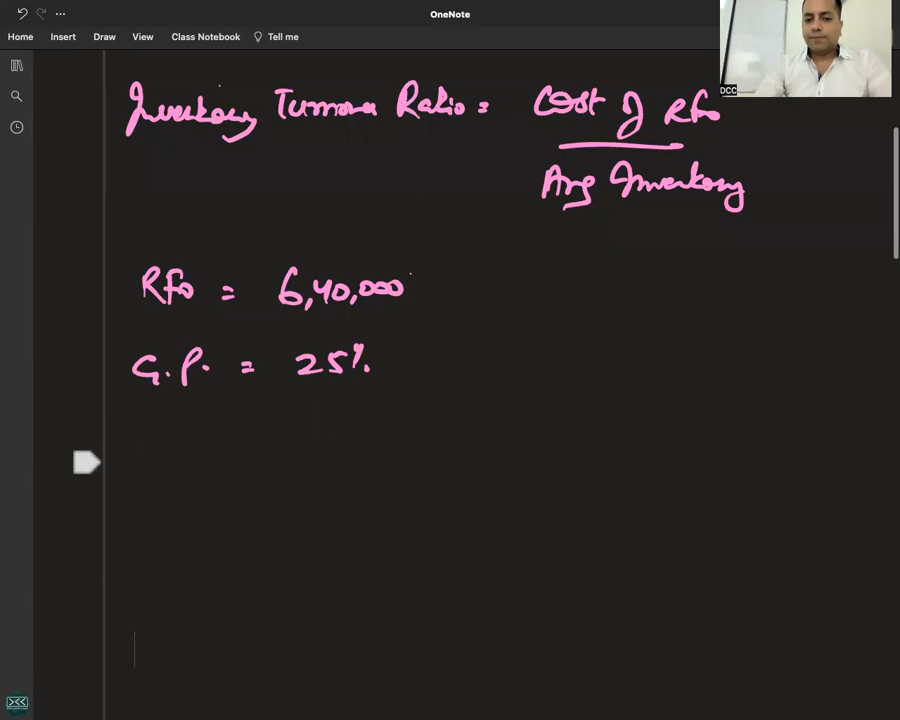 OneNote
Home Insert Draw View Class Notebook Tell me
DCC
Inventory Turnover Ratio = Cost of Rfo
Avg Inventory
Rfo = 6,40,000
G.P. = 25%